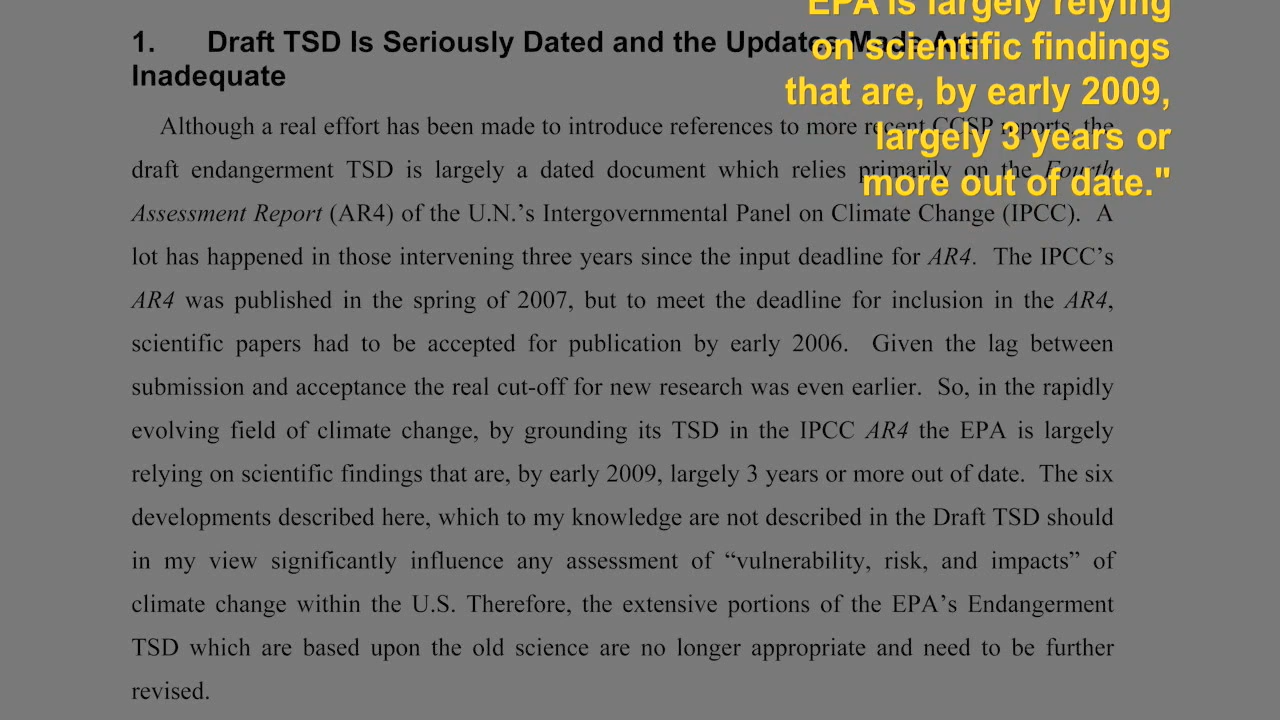 EPA is largely relying
on scientific findings
that are, by early 2009,
largely 3 years or
more out of date."
1. Draft TSD Is Seriously Dated and the Updates Made Are
Inadequate
Although a real effort has been made to introduce references to more recent CCSP reports, the
draft endangerment TSD is largely a dated document which relies primarily on the Fourth
Assessment Report (AR4) of the U.N.’s Intergovernmental Panel on Climate Change (IPCC). A
lot has happened in those intervening three years since the input deadline for AR4. The IPCC’s
AR4 was published in the spring of 2007, but to meet the deadline for inclusion in the AR4,
scientific papers had to be accepted for publication by early 2006. Given the lag between
submission and acceptance the real cut-off for new research was even earlier. So, in the rapidly
evolving field of climate change, by grounding its TSD in the IPCC AR4 the EPA is largely
relying on scientific findings that are, by early 2009, largely 3 years or more out of date. The six
developments described here, which to my knowledge are not described in the Draft TSD should
in my view significantly influence any assessment of “vulnerability, risk, and impacts” of
climate change within the U.S. Therefore, the extensive portions of the EPA’s Endangerment
TSD which are based upon the old science are no longer appropriate and need to be further
revised.